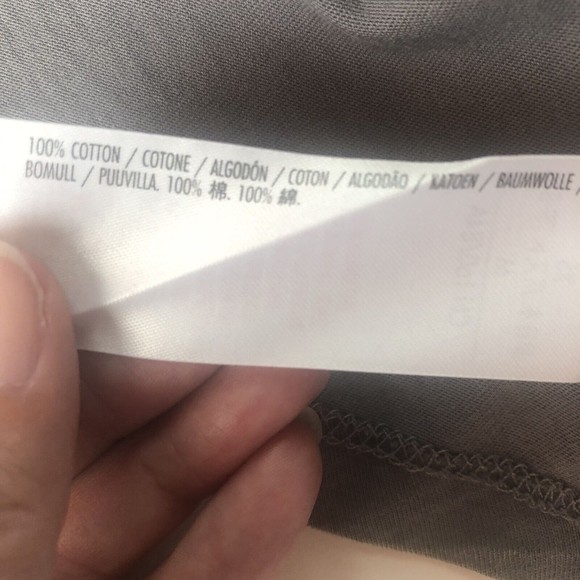 100% COTTON / COTONE / ALGODÓN / COTON / ALGODÃO / KATOEN / BAUMWOLLE /
BOMULL / PUUVILLA. 100% 棉. 100% 綿.